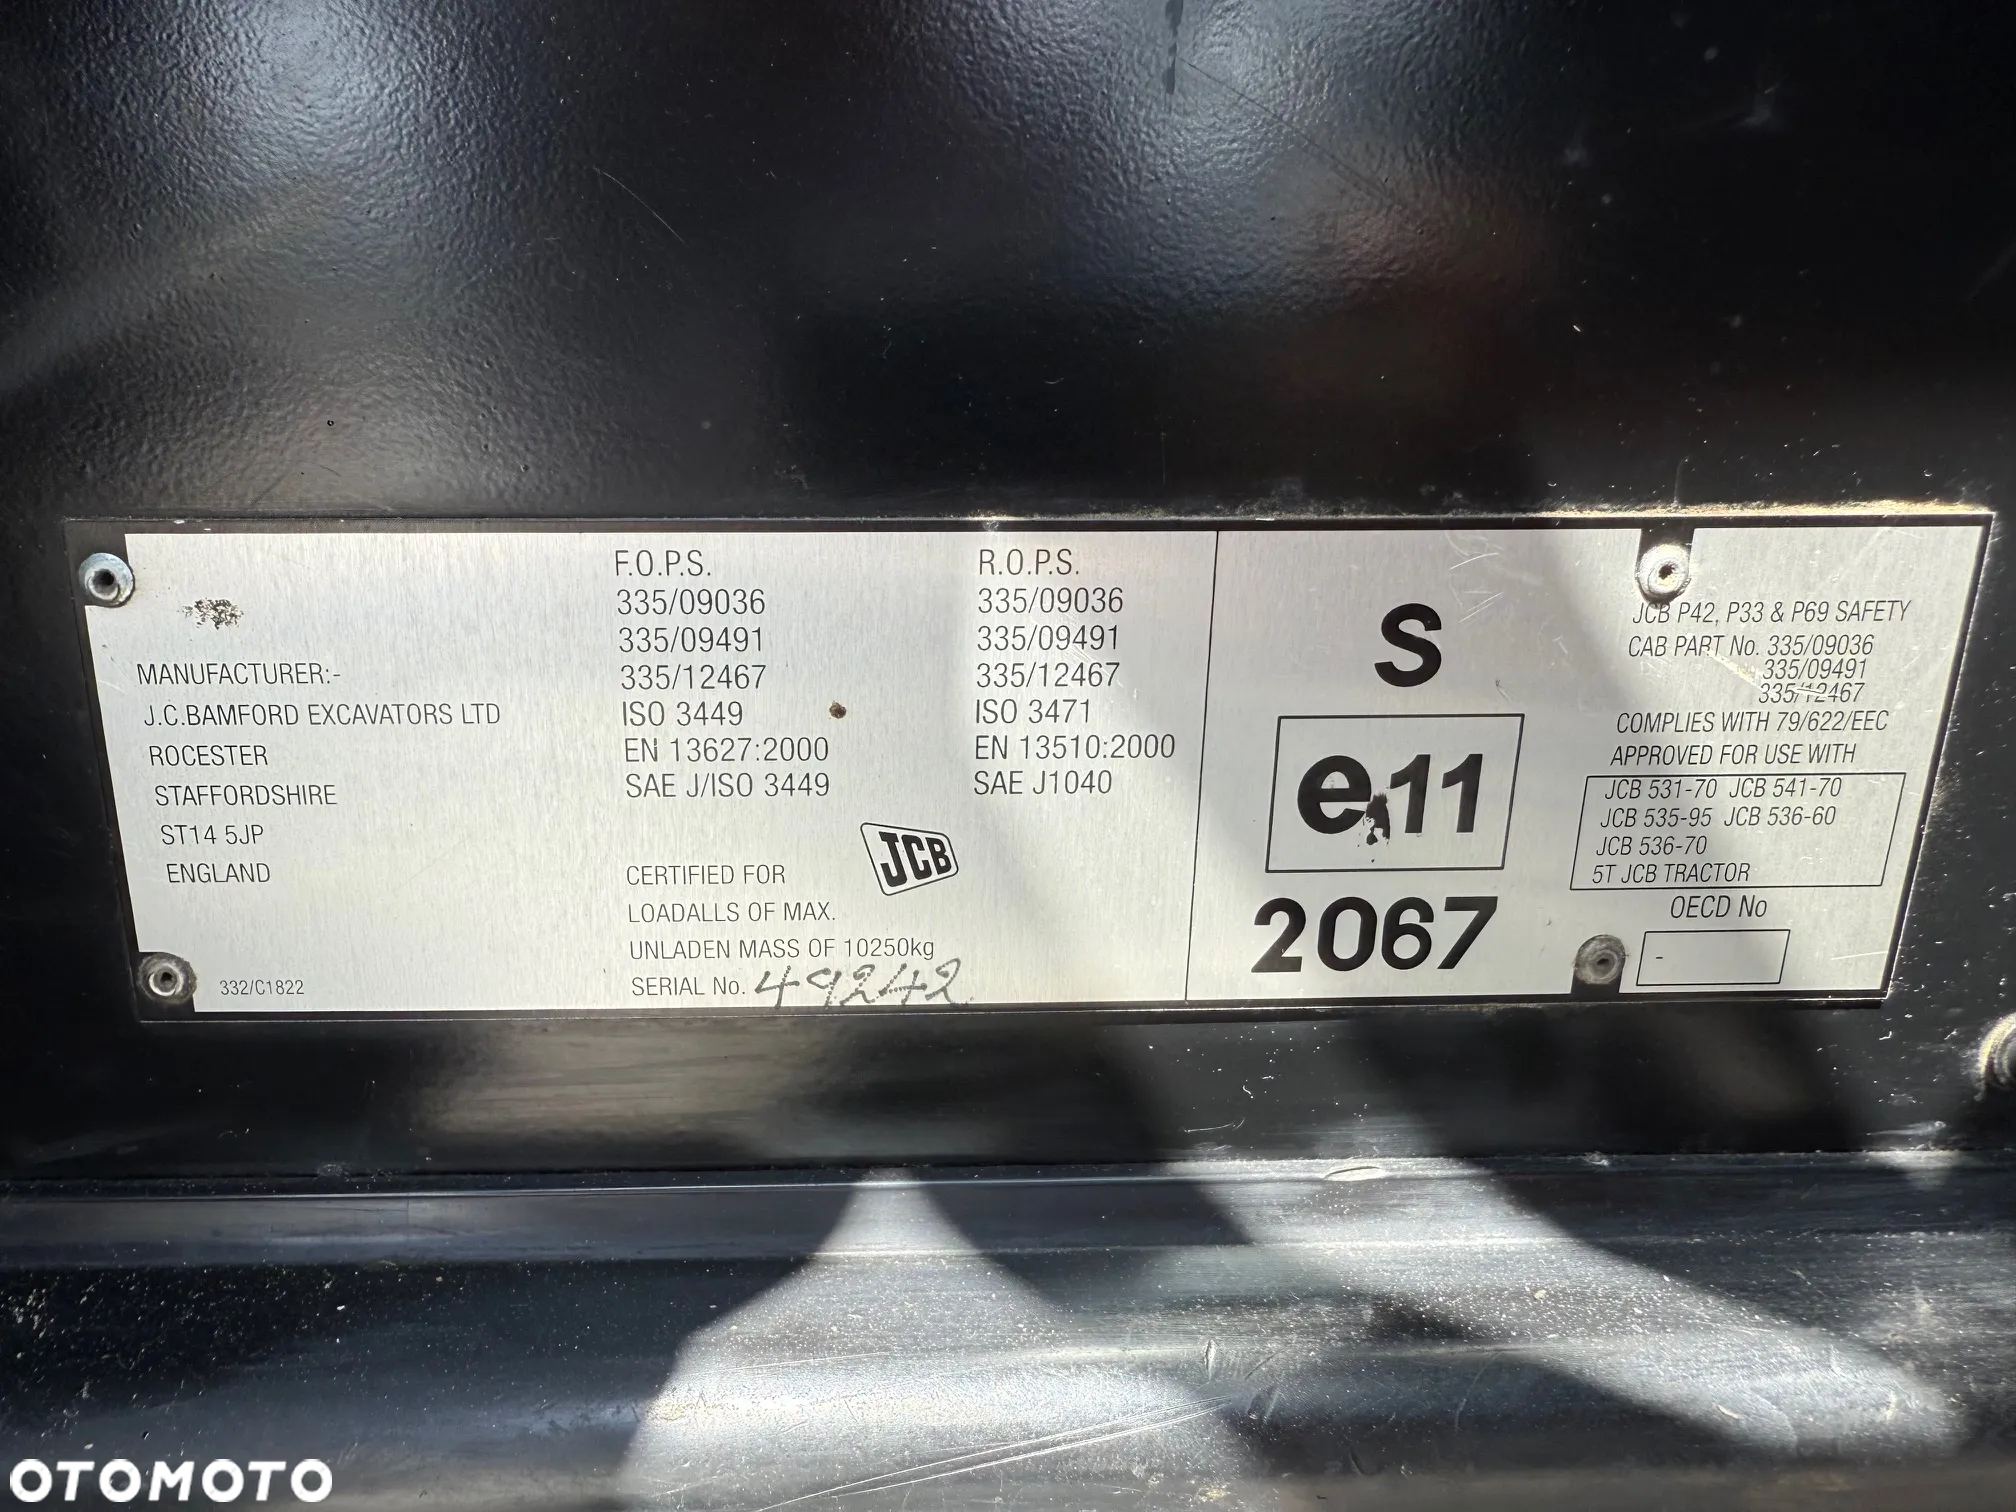 MANUFACTURER:-
J.C.BAMFORD EXCAVATORS LTD
ROCESTER
STAFFORDSHIRE
ST14 5JP
ENGLAND
332/C1822
F.O.P.S.
335/09036
335/09491
335/12467
ISO 3449
EN 13627:2000
SAE J/ISO 3449
R.O.P.S.
335/09036
335/09491
335/12467
ISO 3471
EN 13510:2000
SAE J1040
JCB
CERTIFIED FOR
LOADALLS OF MAX.
UNLADEN MASS OF 10250kg
SERIAL No. 49242
S
e11
2067
JCB P42, P33 & P69 SAFETY
CAB PART No. 335/09036
335/09491
335/12467
COMPLIES WITH 79/622/EEC
APPROVED FOR USE WITH
JCB 531-70 JCB 541-70
JCB 535-95 JCB 536-60
JCB 536-70
5T JCB TRACTOR
OECD No
-
OTOMOTO